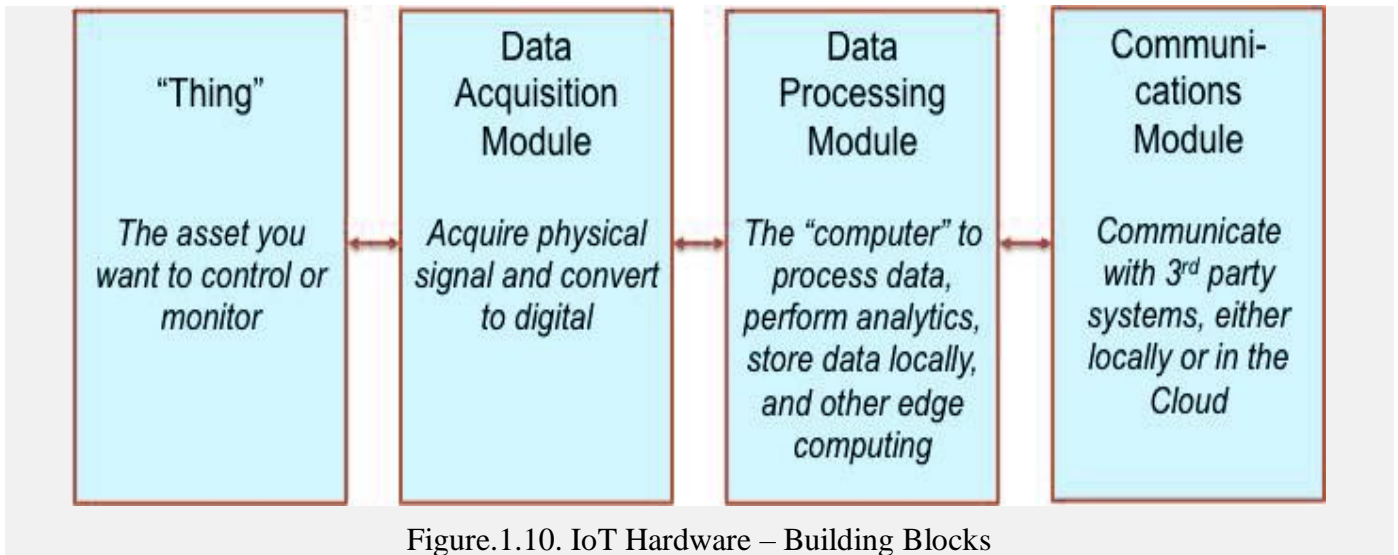 “Thing”
The asset you
want to control or
monitor
Data
Acquisition
Module
Acquire physical
signal and convert
to digital
Data
Processing
Module
The “computer” to
process data,
perform analytics,
store data locally,
and other edge
computing
Communi-
cations
Module
Communicate
with 3rd party
systems, either
locally or in the
Cloud
Figure.1.10. IoT Hardware – Building Blocks